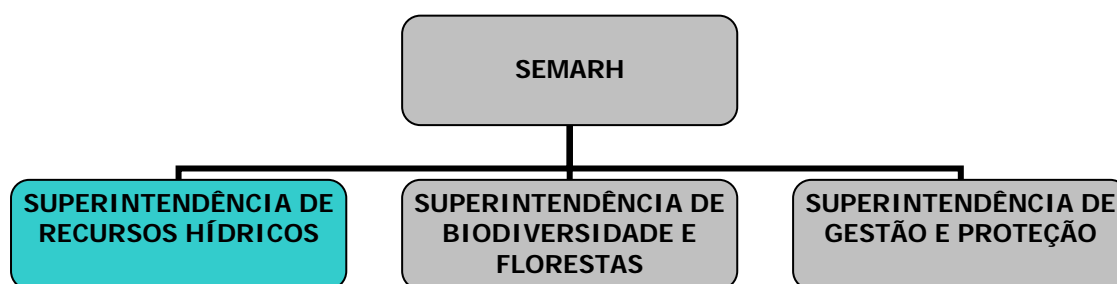 SEMARH
SUPERINTENDÊNCIA DE
RECURSOS HÍDRICOS
SUPERINTENDÊNCIA DE
BIODIVERSIDADE E
FLORESTAS
SUPERINTENDÊNCIA DE
GESTÃO E PROTEÇÃO